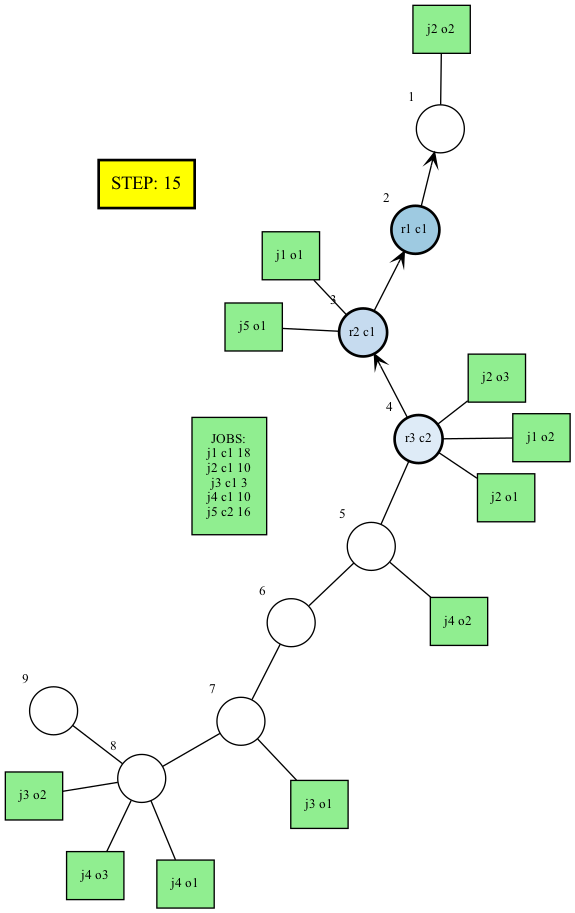 j2 o2
1
STEP: 15
2
r1 c1
j1 o1
3
j5 o1
r2 c1
j2 o3
4
r3 c2
j1 o2
JOBS:
j1 c1 18
j2 c1 10
j3 c1 3
j4 c1 10
j5 c2 16
j2 o1
5
6
j4 o2
9
7
8
j3 o2
j3 o1
j4 o3
j4 o1